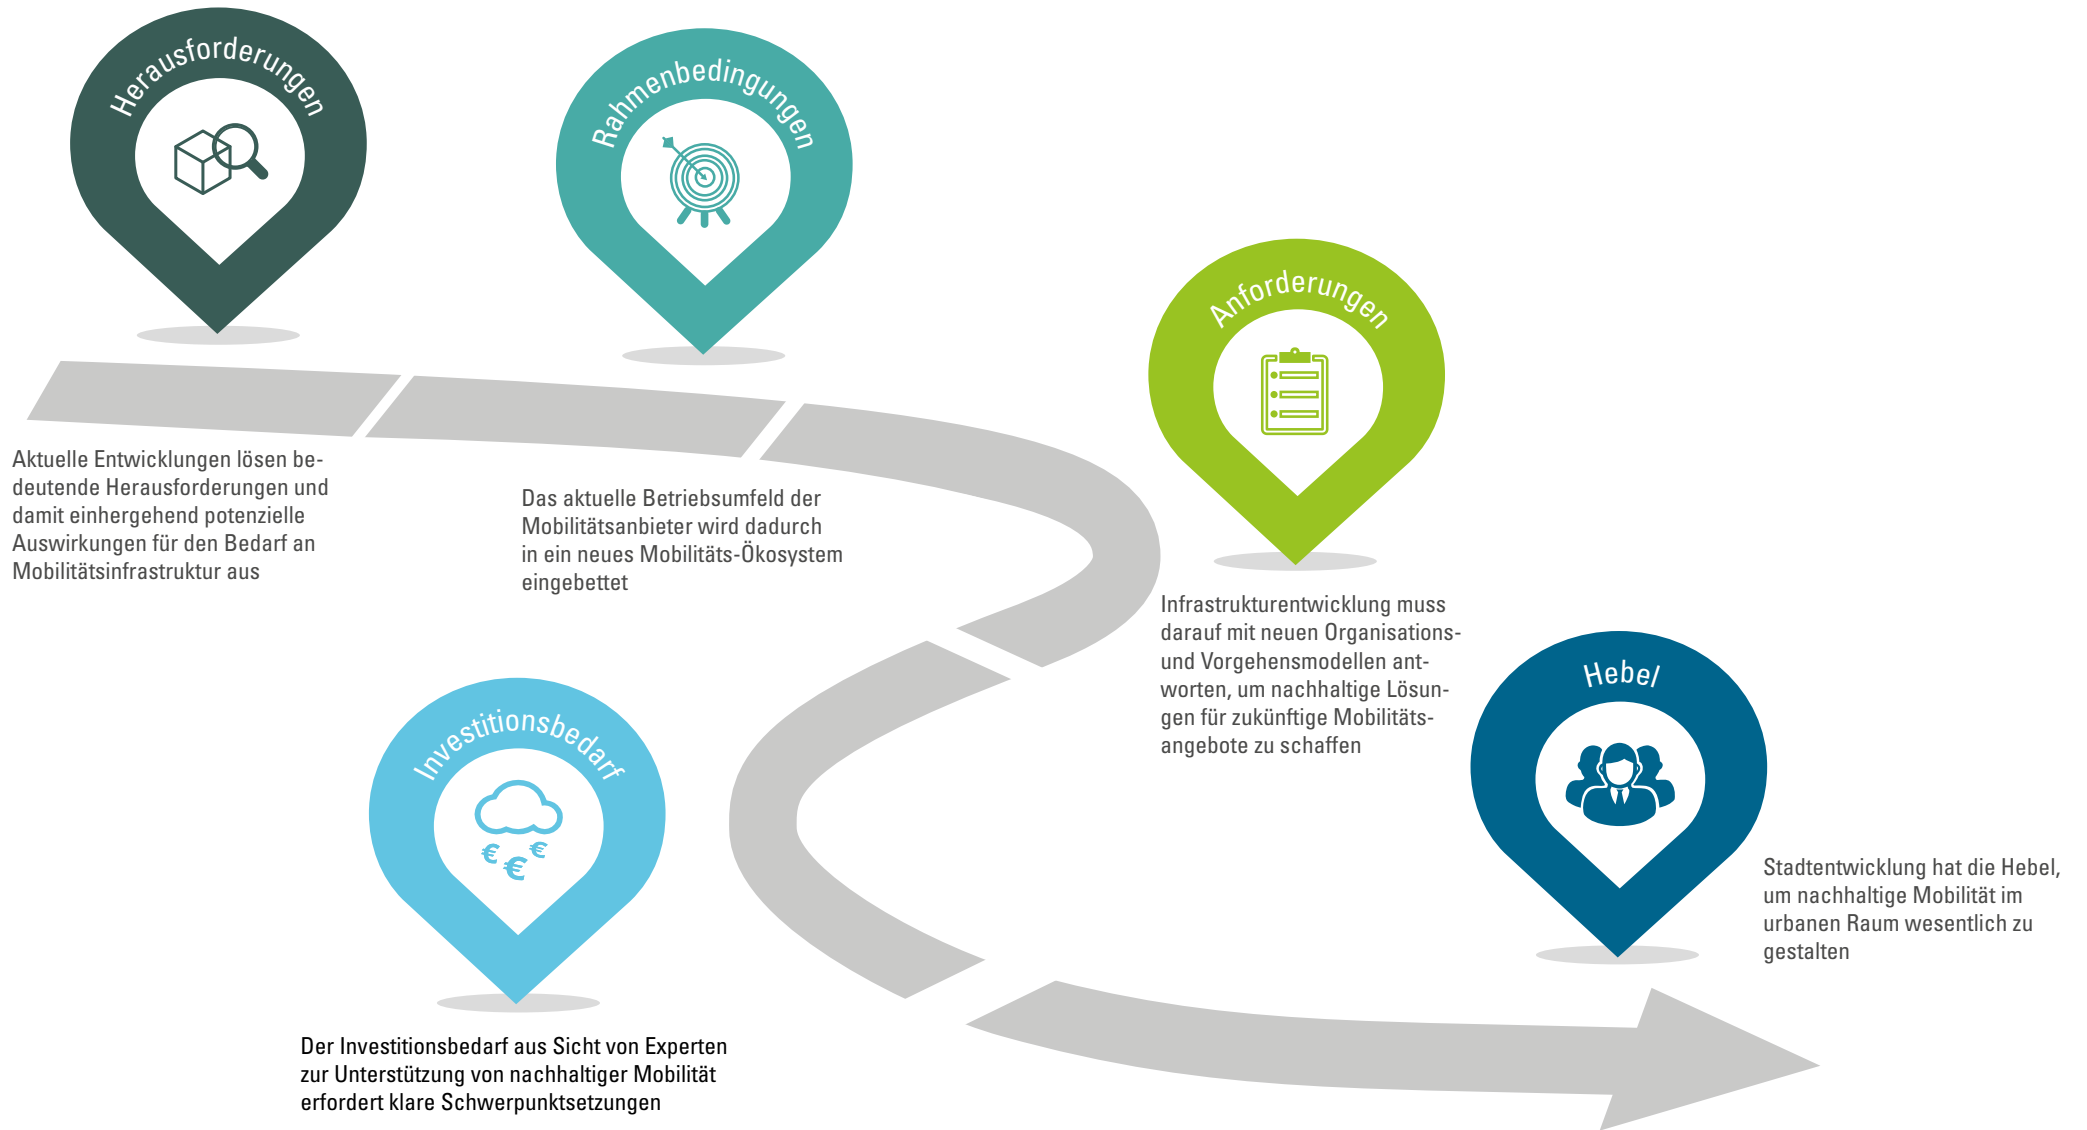 Herausforderungen
Aktuelle Entwicklungen lösen be-
deutende Herausforderungen und
damit einhergehend potenzielle
Auswirkungen für den Bedarf an
Mobilitätsinfrastruktur aus
Rahmenbedingungen
Das aktuelle Betriebsumfeld der
Mobilitätsanbieter wird dadurch
in ein neues Mobilitäts-Ökosystem
eingebettet
Anforderungen
Infrastrukturentwicklung muss
darauf mit neuen Organisations-
und Vorgehensmodellen ant-
worten, um nachhaltige Lösun-
gen für zukünftige Mobilitäts-
angebote zu schaffen
Investitionsbedarf
€ € €
Der Investitionsbedarf aus Sicht von Experten
zur Unterstützung von nachhaltiger Mobilität
erfordert klare Schwerpunktsetzungen
Hebel
Stadtentwicklung hat die Hebel,
um nachhaltige Mobilität im
urbanen Raum wesentlich zu
gestalten